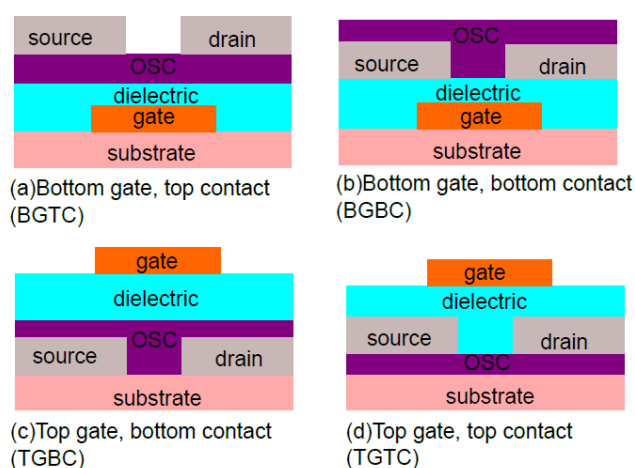 source
drain
OSC
dielectric
gate
substrate
(a)Bottom gate, top contact
(BGTC)
OSC
source
drain
dielectric
gate
substrate
(b)Bottom gate, bottom contact
(BGBC)
gate
dielectric
OSC
source
drain
substrate
(c)Top gate, bottom contact
(TGBC)
gate
dielectric
source
drain
OSC
substrate
(d)Top gate, top contact
(TGTC)